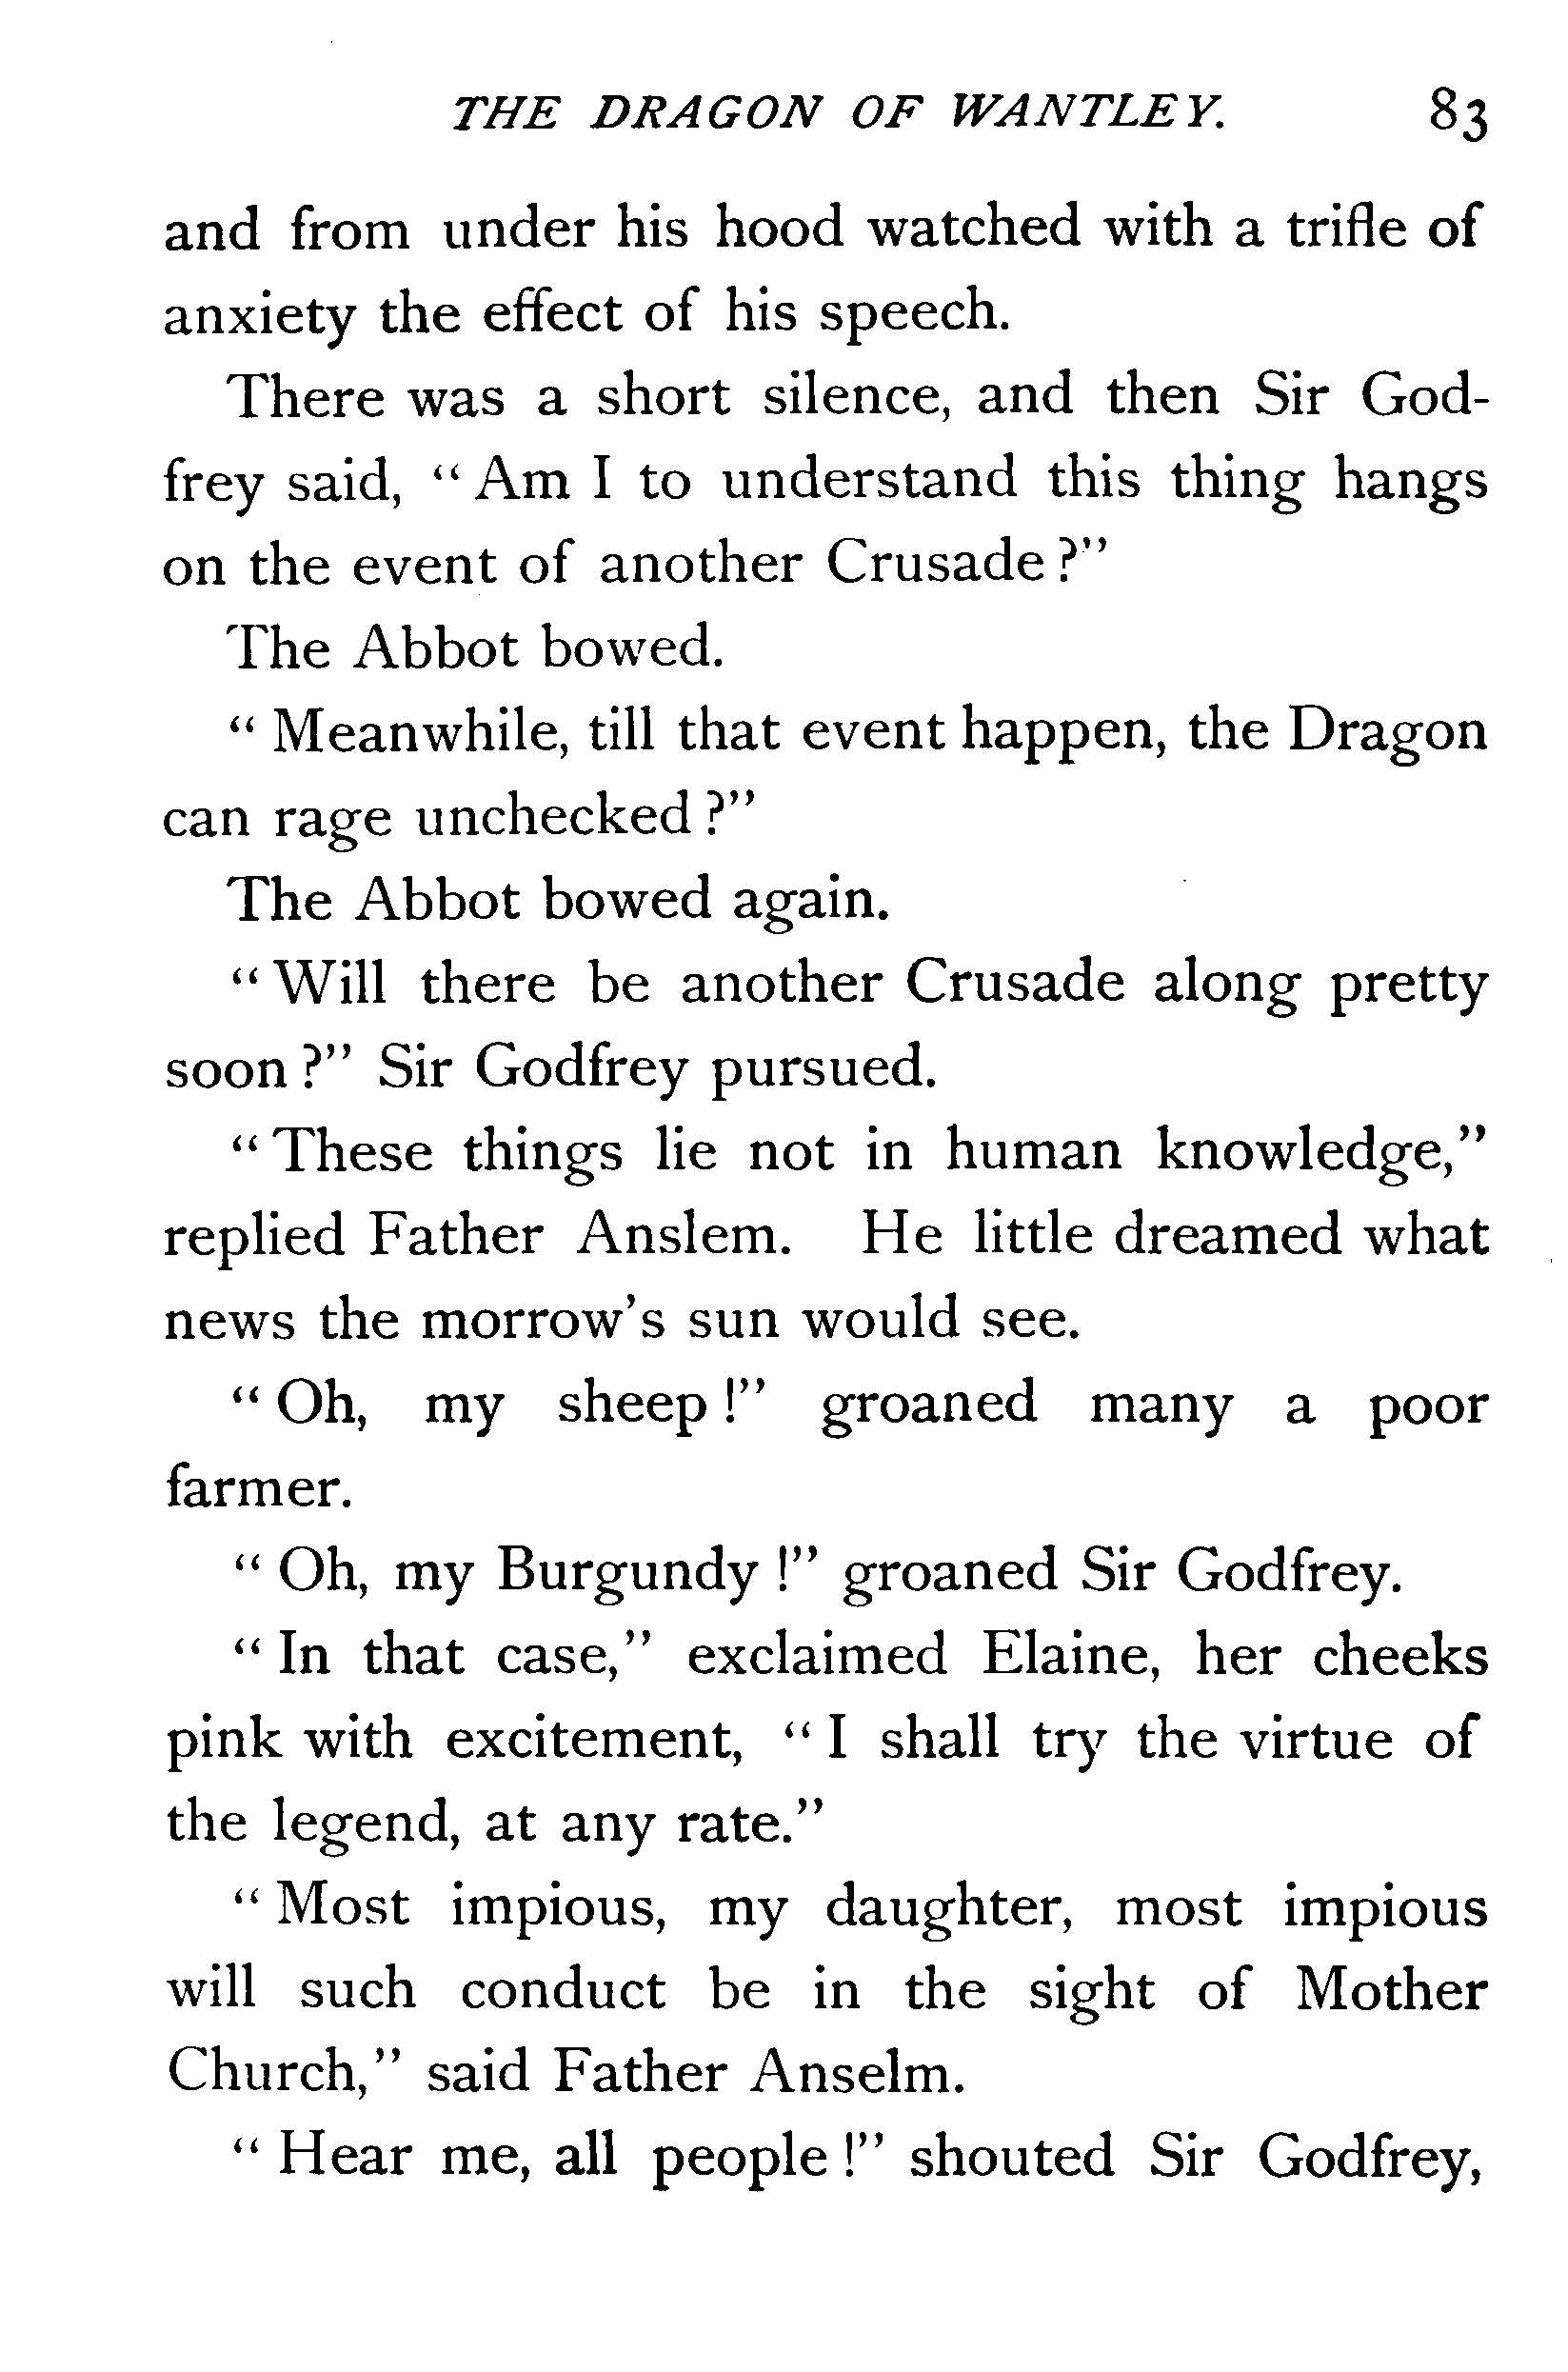 THE DRAGON OF WANTLEY. 83
and from under his hood watched with a trifle of
anxiety the effect of his speech.
There was a short silence, and then Sir God-
frey said, “Am I to understand this thing hangs
on the event of another Crusade?”
The Abbot bowed.
“Meanwhile, till that event happen, the Dragon
can rage unchecked?”
The Abbot bowed again.
“Will there be another Crusade along pretty
soon?” Sir Godfrey pursued.
“These things lie not in human knowledge,”
replied Father Anslem. He little dreamed what
news the morrow’s sun would see.
“Oh, my sheep!” groaned many a poor
farmer.
“Oh, my Burgundy!” groaned Sir Godfrey.
“In that case,” exclaimed Elaine, her cheeks
pink with excitement, “I shall try the virtue of
the legend, at any rate.”
“Most impious, my daughter, most impious
will such conduct be in the sight of Mother
Church,” said Father Anselm.
“Hear me, all people!” shouted Sir Godfrey,